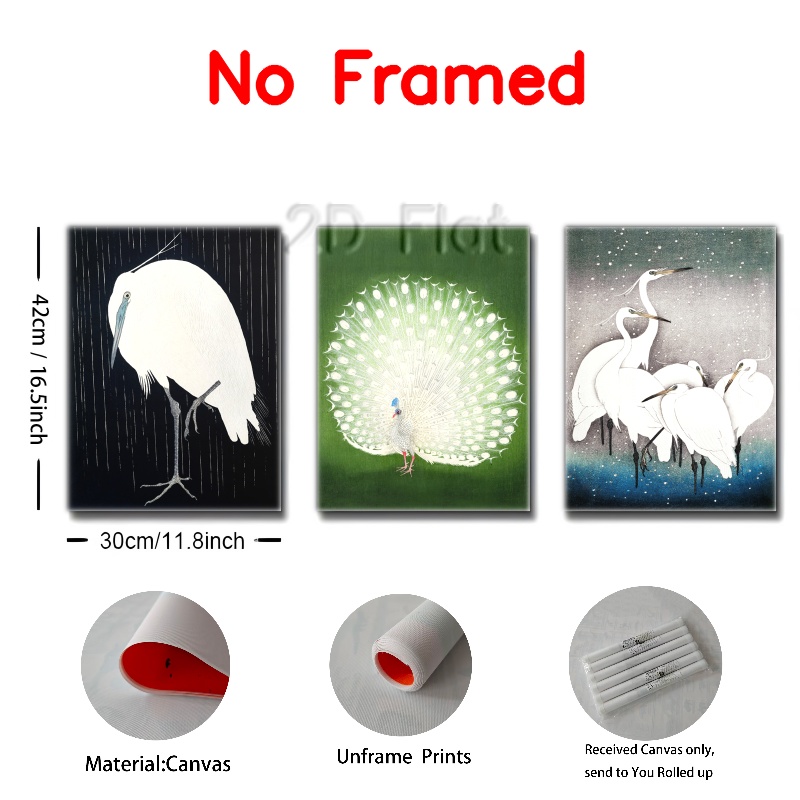 No Framed
2D Flat
42cm / 16.5inch
30cm/11.8inch
Material:Canvas
Unframe Prints
Received Canvas only,
send to You Rolled up